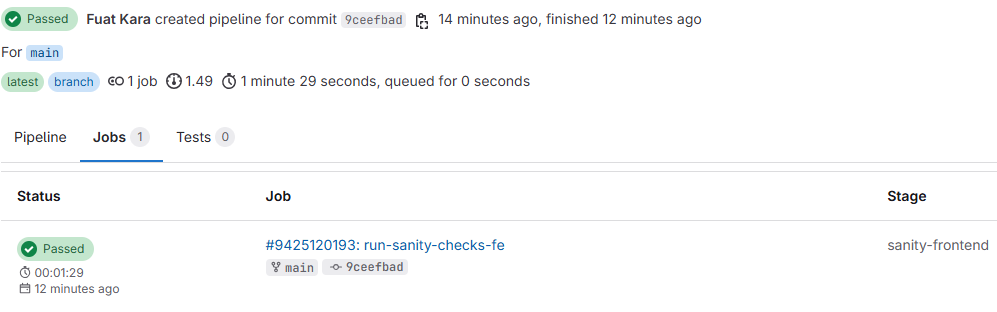 Passed Fuat Kara created pipeline for commit 9ceefbad 14 minutes ago, finished 12 minutes ago
For main
latest branch 1 job 1.49 1 minute 29 seconds, queued for 0 seconds
Pipeline Jobs 1 Tests 0
Status Job Stage
Passed #9425120193: run-sanity-checks-fe sanity-frontend
main 9ceefbad
00:01:29
12 minutes ago